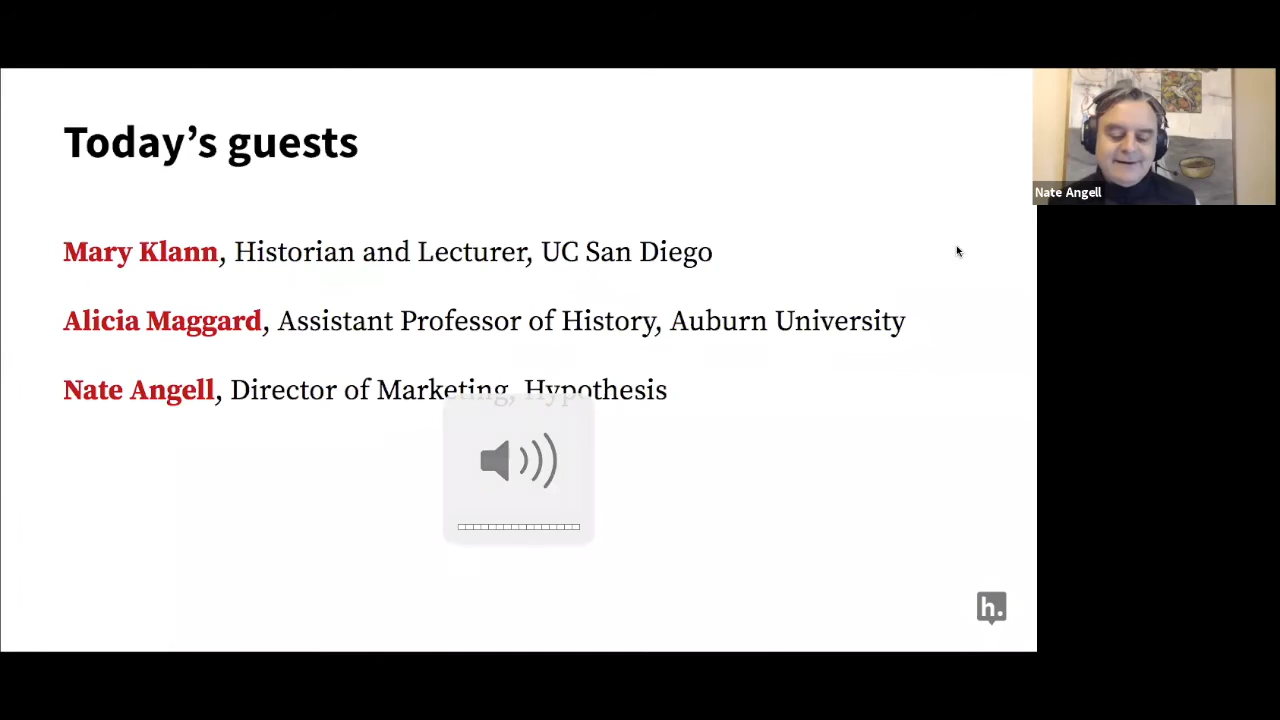 Today’s guests
Mary Klann, Historian and Lecturer, UC San Diego
Alicia Maggard, Assistant Professor of History, Auburn University
Nate Angell, Director of Marketing, Hypothesis
Nate Angell
h.